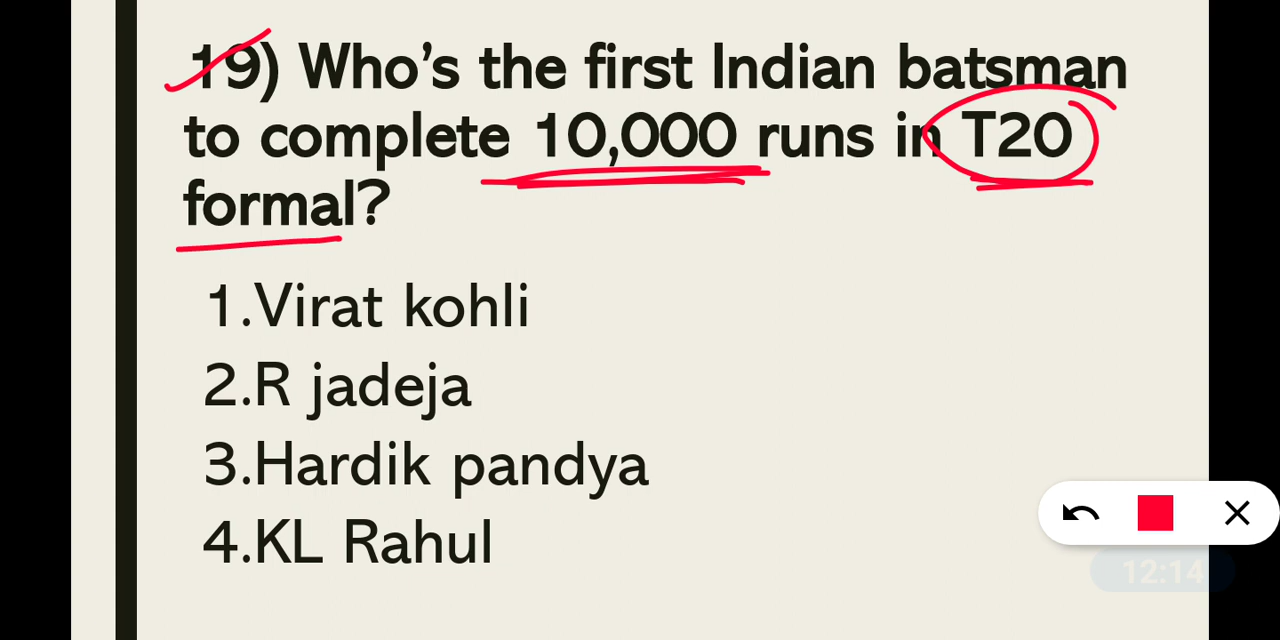 19) Who's the first Indian batsman
to complete 10,000 runs in T20
formal?
1.Virat kohli
2.R jadeja
3.Hardik pandya
4.KL Rahul
12:14